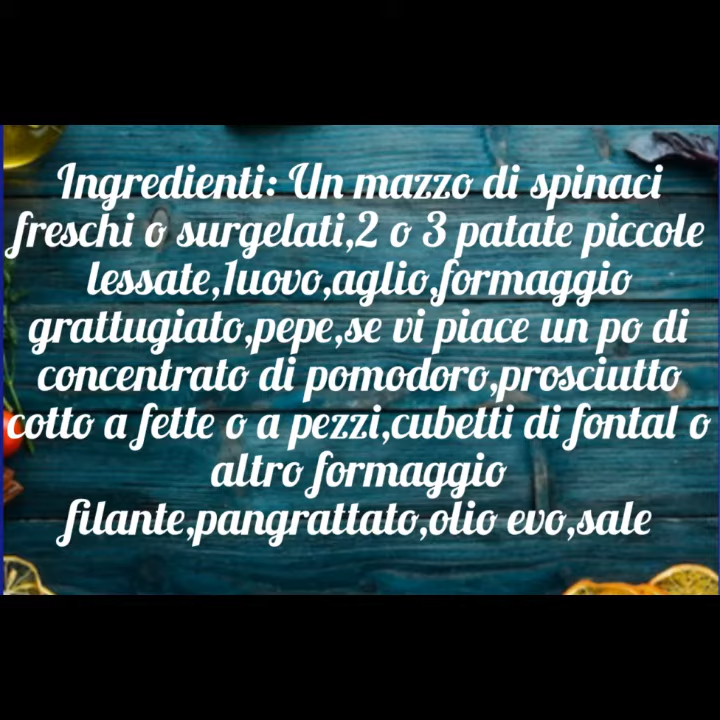 Ingredienti: Un mazzo di spinaci
freschi o surgelati,2 o 3 patate piccole
lessate,1uovo,aglio,formaggio
grattugiato,pepe,se vi piace un po di
concentrato di pomodoro,prosciutto
cotto a fette o a pezzi,cubetti di fontal o
altro formaggio
filante,pangrattato,olio evo,sale